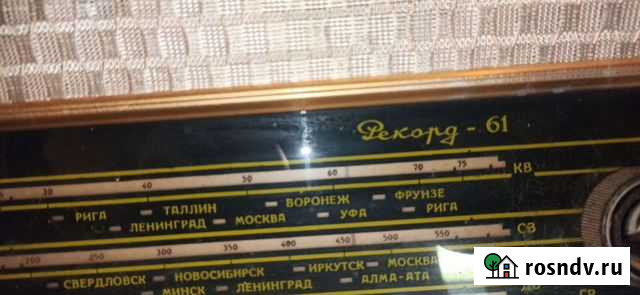 Рекорд - 61
30 40 50 60 70 75 КВ
РИГА ТАЛЛИН ВОРОНЕЖ ФРУНЗЕ
ЛЕНИНГРАД МОСКВА УФА РИГА
250 300 350 400 450 500 550 СВ
СВЕРДЛОВСК НОВОСИБИРСК ИРКУТСК МОСКВА
МИНСК ЛЕНИНГРАД АЛМА-АТА
rosndv.ru